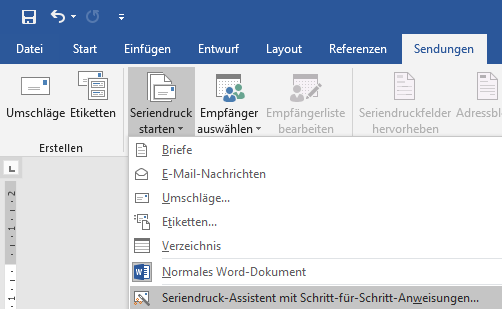 Datei Start Einfügen Entwurf Layout Referenzen Sendungen
Umschläge Etiketten Seriendruck Empfänger Empfängerliste Seriendruckfelder
starten auswählen bearbeiten hervorheben
Erstellen
Briefe
E-Mail-Nachrichten
Umschläge...
Etiketten...
Verzeichnis
Normales Word-Dokument
Seriendruck-Assistent mit Schritt-für-Schritt-Anweisungen...